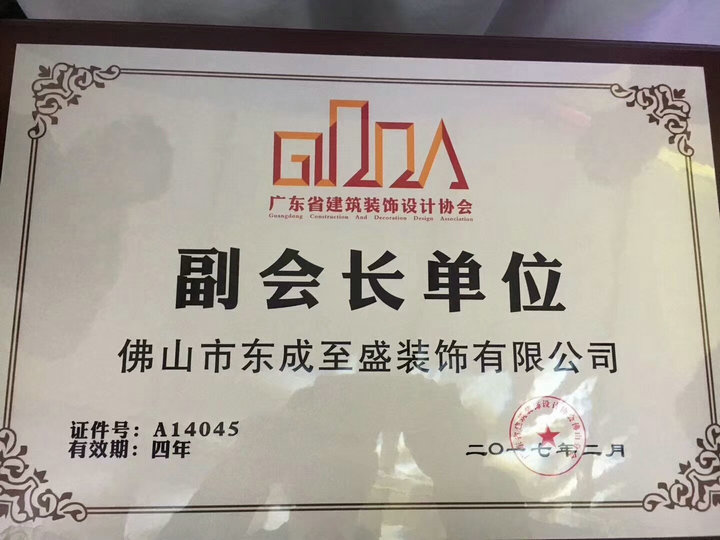 广东省建筑装饰设计协会
Guangdong Construction And Decoration Design Association
副会长单位
佛山市东成至盛装饰有限公司
证件号：A14045
有效期：四年
二〇一七年二月